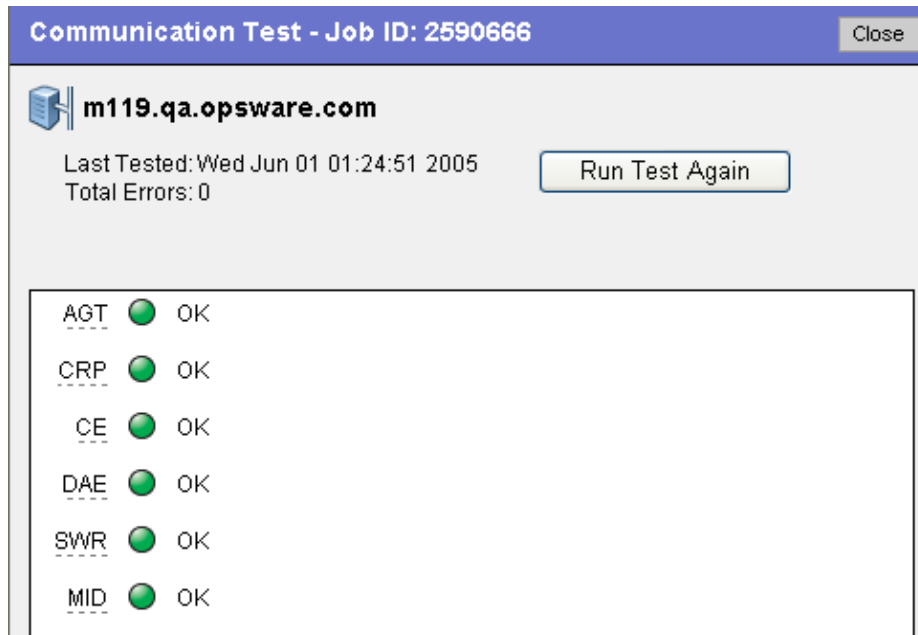 Communication Test - Job ID: 2590666 Close
m119.qa.opsware.com
Last Tested: Wed Jun 01 01:24:51 2005
Run Test Again
Total Errors: 0
AGT OK
CRP OK
CE OK
DAE OK
SWR OK
MID OK